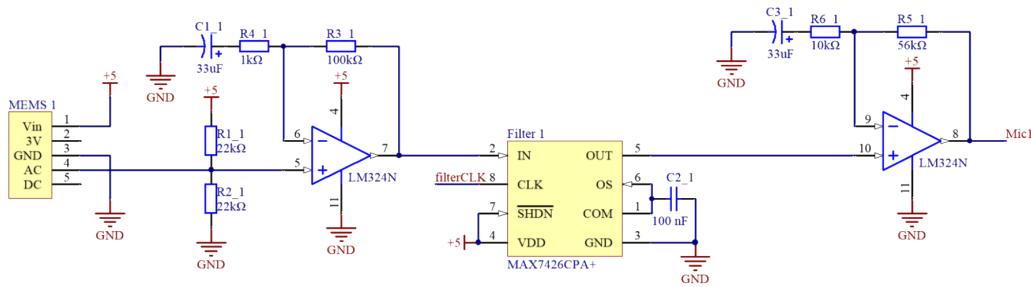 C1_1
R4_1
R3_1
33uF
1kΩ
100kΩ
GND
+5
+5
+5
MEMS 1
Vin 1
3V 2
GND 3
AC 4
DC 5
GND
R1_1
22kΩ
R2_1
22kΩ
GND
4
6
5
7
LM324N
11
GND
Filter 1
2 IN
OUT 5
filterCLK 8 CLK
OS 6
7 SHDN
COM 1
+5 4 VDD
GND 3
MAX7426CPA+
C2_1
100 nF
GND
C3_1
R6_1
R5_1
33uF
10kΩ
56kΩ
GND
+5
4
9
10
8
Mic1
LM324N
11
GND